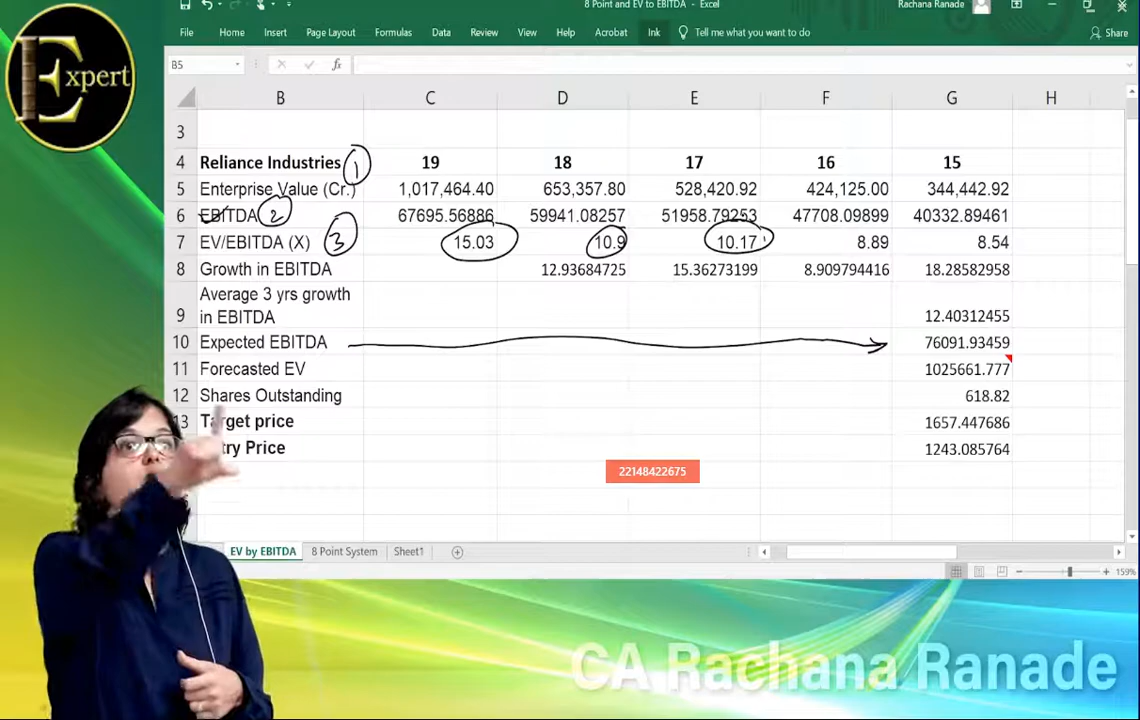 8 Point and EV to EBITDA - Excel
Rachana Ranade
File Home Insert Page Layout Formulas Data Review View Help Acrobat Ink Tell me what you want to do Share
Expert
B5 fx
B C D E F G H
3
4 Reliance Industries 1 19 18 17 16 15
5 Enterprise Value (Cr.) 1,017,464.40 653,357.80 528,420.92 424,125.00 344,442.92
6 EBITDA 2 67695.56886 59941.08257 51958.79253 47708.09899 40332.89461
7 EV/EBITDA (X) 3 15.03 10.9 10.17 8.89 8.54
8 Growth in EBITDA 12.93684725 15.36273199 8.909794416 18.28582958
Average 3 yrs growth
9 in EBITDA 12.40312455
10 Expected EBITDA 76091.93459
11 Forecasted EV 1025661.777
12 Shares Outstanding 618.82
13 Target price 1657.447686
try Price 1243.085764
22148422675
EV by EBITDA 8 Point System Sheet1
159%
CA Rachana Ranade